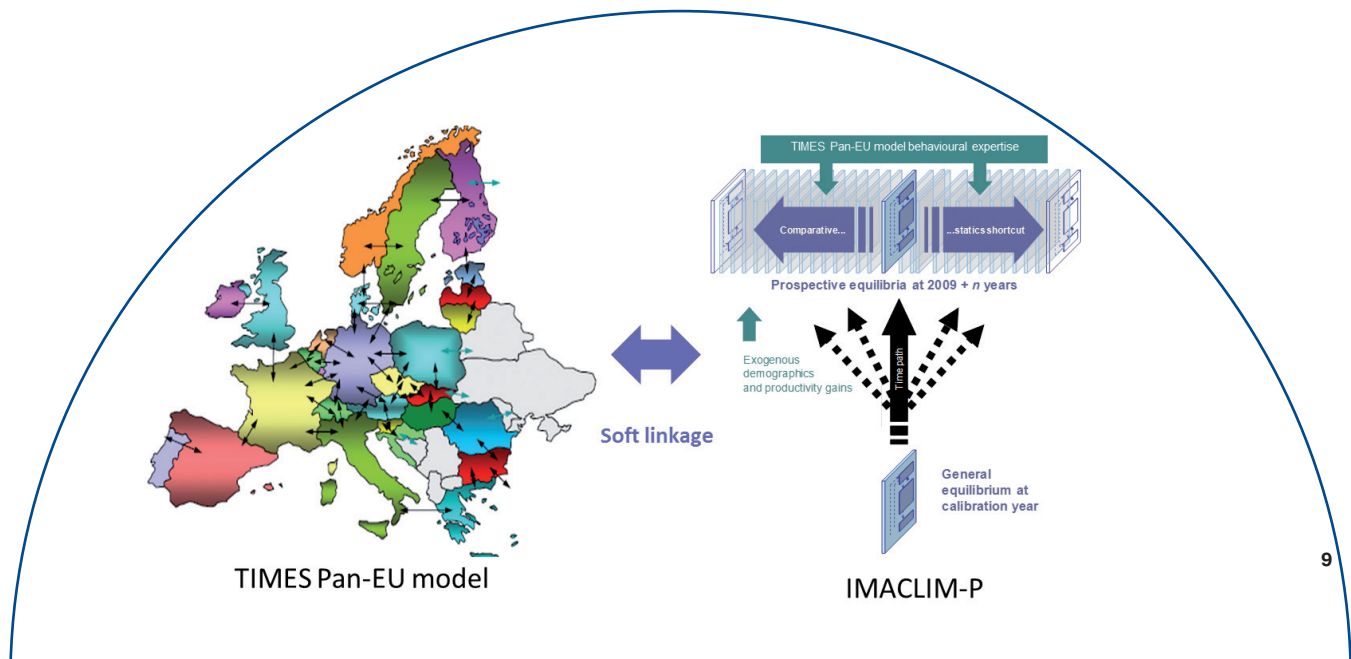 TIMES Pan-EU model behavioural expertise
Comparative...
...statics shortcut
Prospective equilibria at 2009 + n years
Exogenous
demographics
and productivity gains
Time path
Soft linkage
General
equilibrium at
calibration year
TIMES Pan-EU model
IMACLIM-P
9